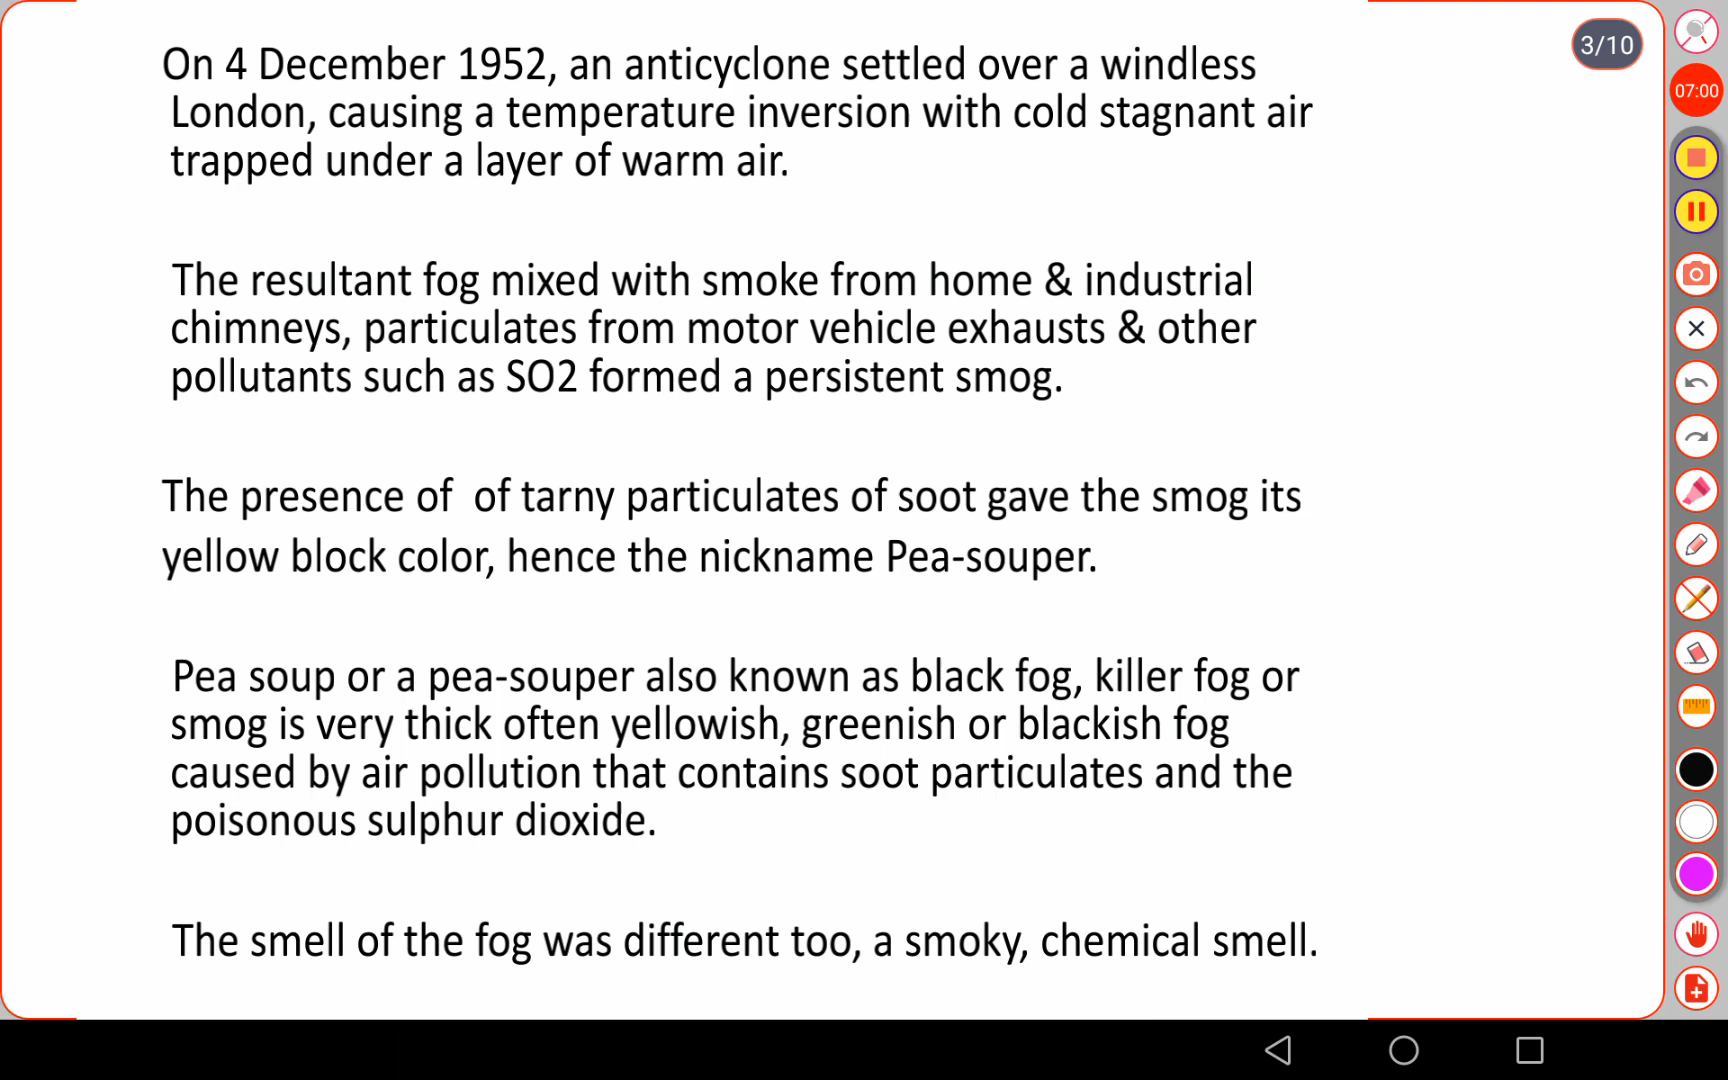 On 4 December 1952, an anticyclone settled over a windless
London, causing a temperature inversion with cold stagnant air
trapped under a layer of warm air.
The resultant fog mixed with smoke from home & industrial
chimneys, particulates from motor vehicle exhausts & other
pollutants such as SO2 formed a persistent smog.
The presence of  of tarny particulates of soot gave the smog its
yellow block color, hence the nickname Pea-souper.
Pea soup or a pea-souper also known as black fog, killer fog or
smog is very thick often yellowish, greenish or blackish fog
caused by air pollution that contains soot particulates and the
poisonous sulphur dioxide.
The smell of the fog was different too, a smoky, chemical smell.
3/10
07:00